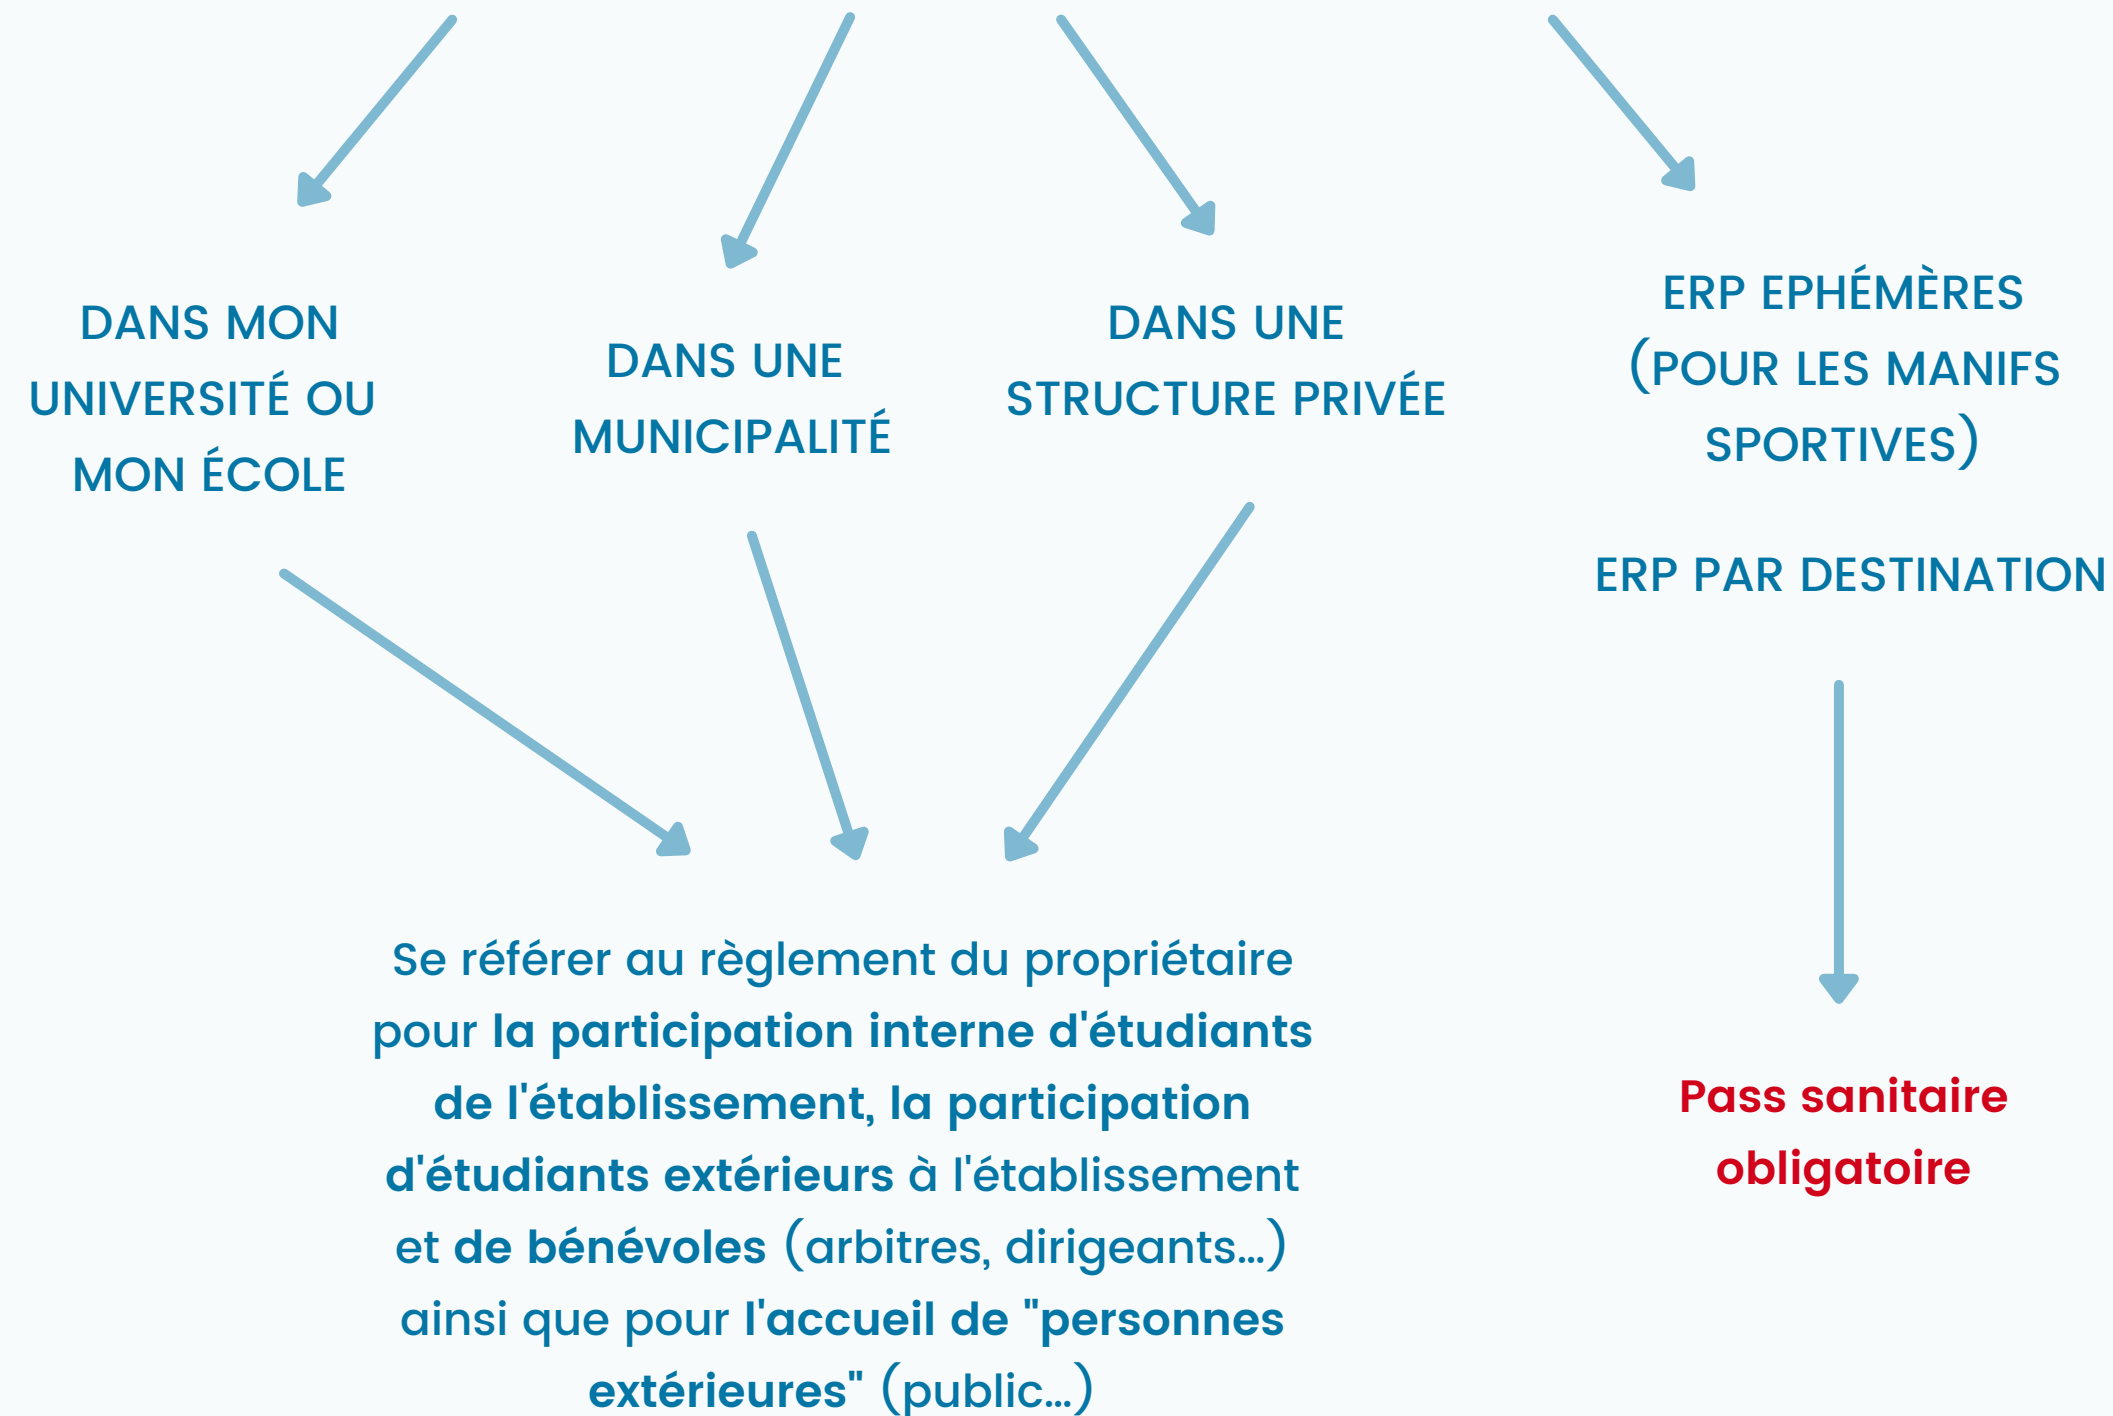 DANS MON
UNIVERSITÉ OU
MON ÉCOLE
DANS UNE
MUNICIPALITÉ
DANS UNE
STRUCTURE PRIVÉE
ERP EPHÉMÈRES
(POUR LES MANIFS
SPORTIVES)
ERP PAR DESTINATION
Se référer au règlement du propriétaire
pour la participation interne d'étudiants
de l'établissement, la participation
d'étudiants extérieurs à l'établissement
et de bénévoles (arbitres, dirigeants...)
ainsi que pour l'accueil de "personnes
extérieures" (public...)
Pass sanitaire
obligatoire